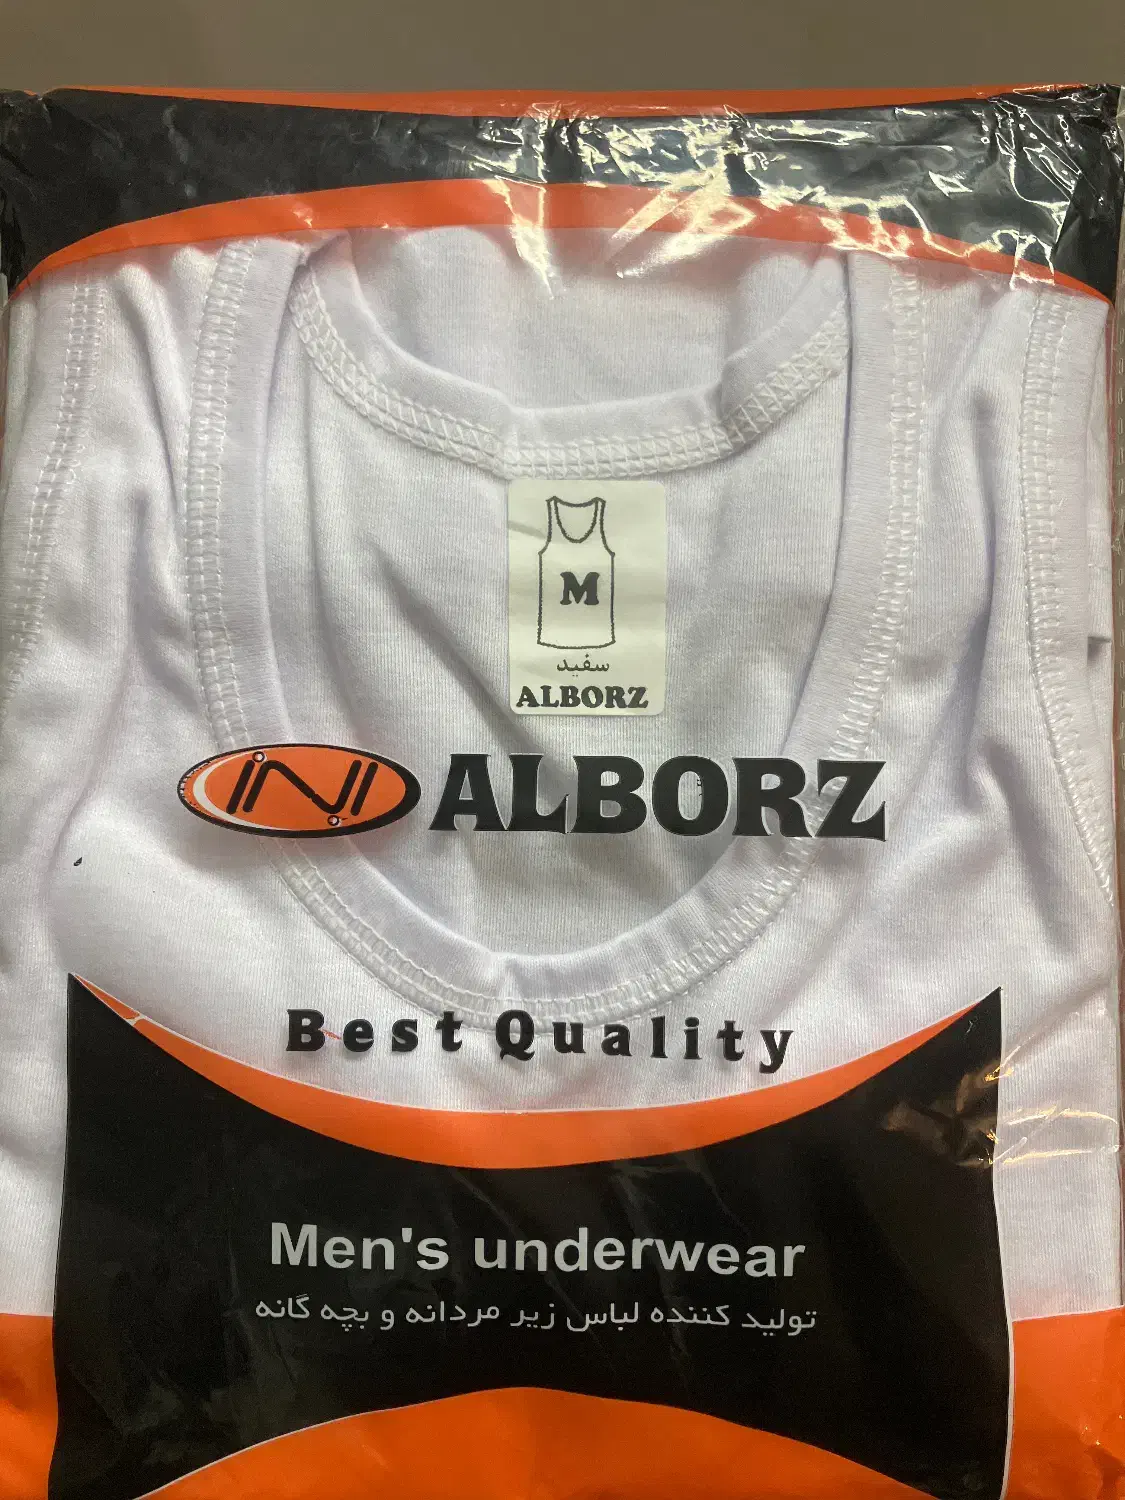 M
سفید
ALBORZ
ALBORZ
Best Quality
Men's underwear
تولید کننده لباس زیر مردانه و بچه گانه